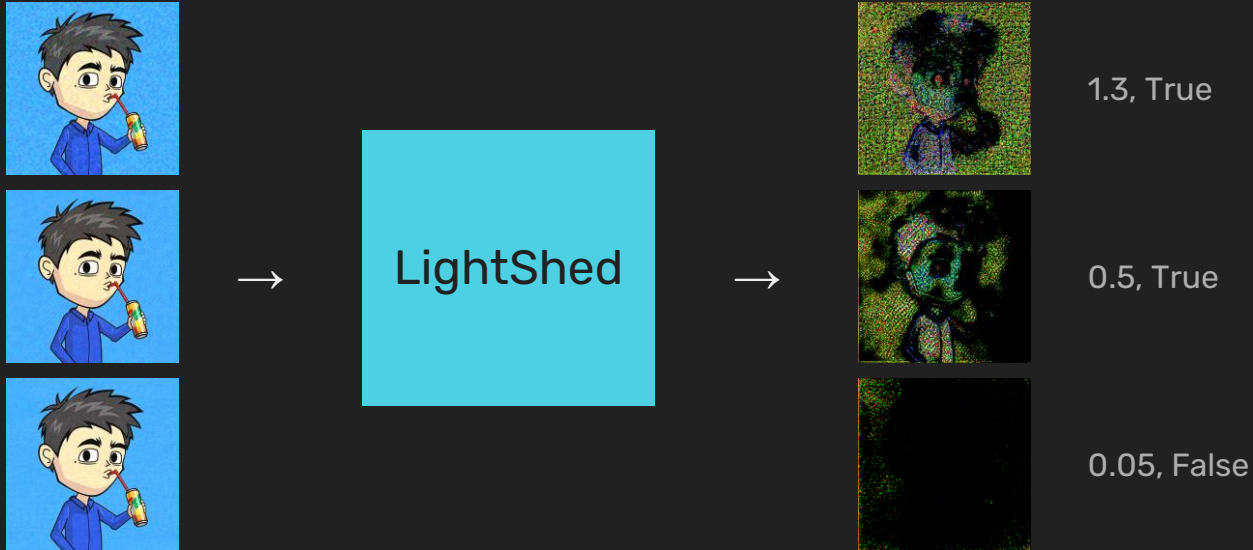 1.3, True
→ LightShed →
0.5, True
0.05, False